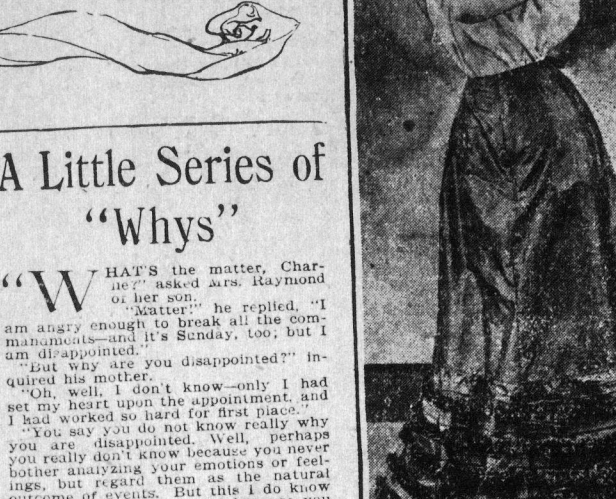 A Little Series of
"Whys"
"WHAT'S the matter, Char-
lie?" asked Mrs. Raymond
of her son.
"Matter!" he replied, "I
am angry enough to break all the com-
mandments—and it's Sunday, too; but I
am disappointed."
"But why are you disappointed?" in-
quired his mother.
"Oh, well, I don't know—only I had
set my heart upon the appointment, and
I had worked so hard for first place."
"You say you do not know really why
you are disappointed. Well, perhaps
you really don't know because you never
bother analyzing your emotions or feel-
ings, but regard them as the natural
outcome of events. But this I do know